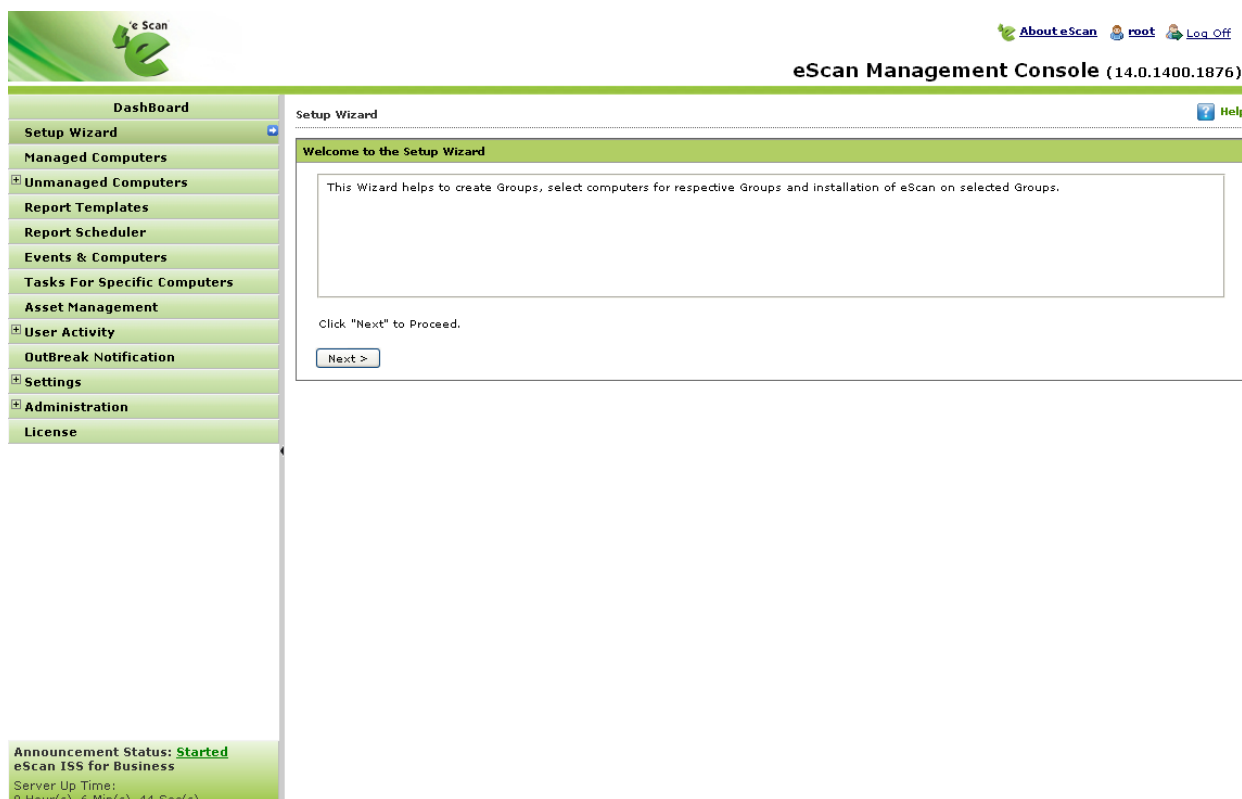 e Scan
About eScan root Log Off
eScan Management Console (14.0.1400.1876)
DashBoard
Setup Wizard
Managed Computers
Unmanaged Computers
Report Templates
Report Scheduler
Events & Computers
Tasks For Specific Computers
Asset Management
User Activity
OutBreak Notification
Settings
Administration
License
Setup Wizard
Help
Welcome to the Setup Wizard
This Wizard helps to create Groups, select computers for respective Groups and installation of eScan on selected Groups.
Click "Next" to Proceed.
Next >
Announcement Status: Started
eScan ISS for Business
Server Up Time: